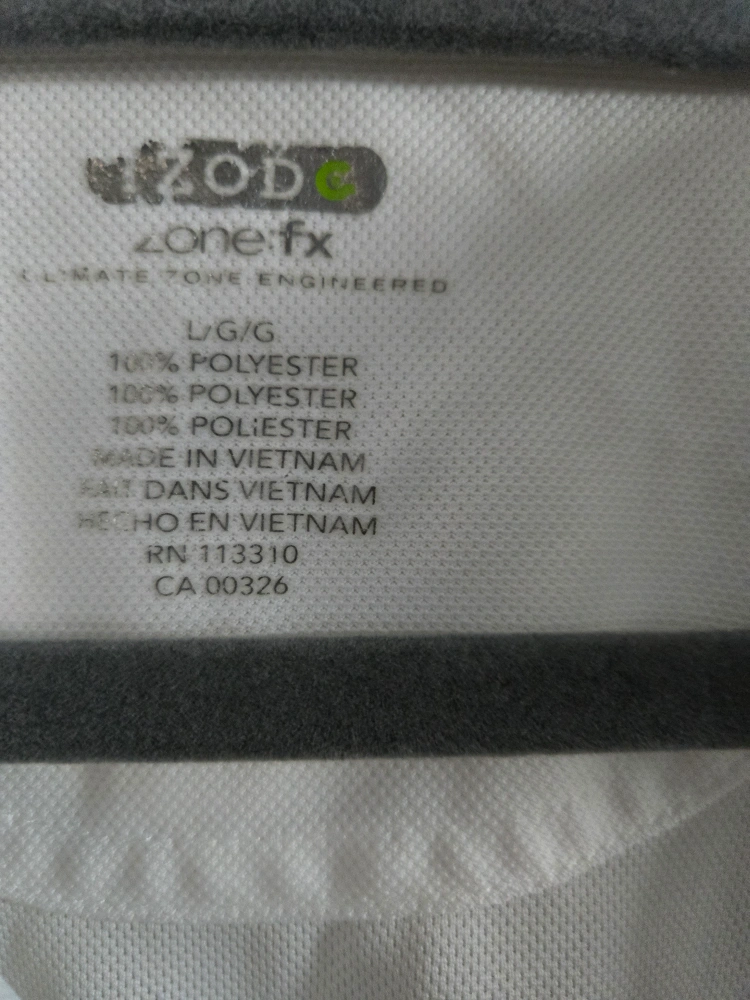 IZOD
zone:fx
CLIMATE ZONE ENGINEERED
L/G/G
100% POLYESTER
100% POLYESTER
100% POLIESTER
MADE IN VIETNAM
FAIT DANS VIETNAM
HECHO EN VIETNAM
RN 113310
CA 00326